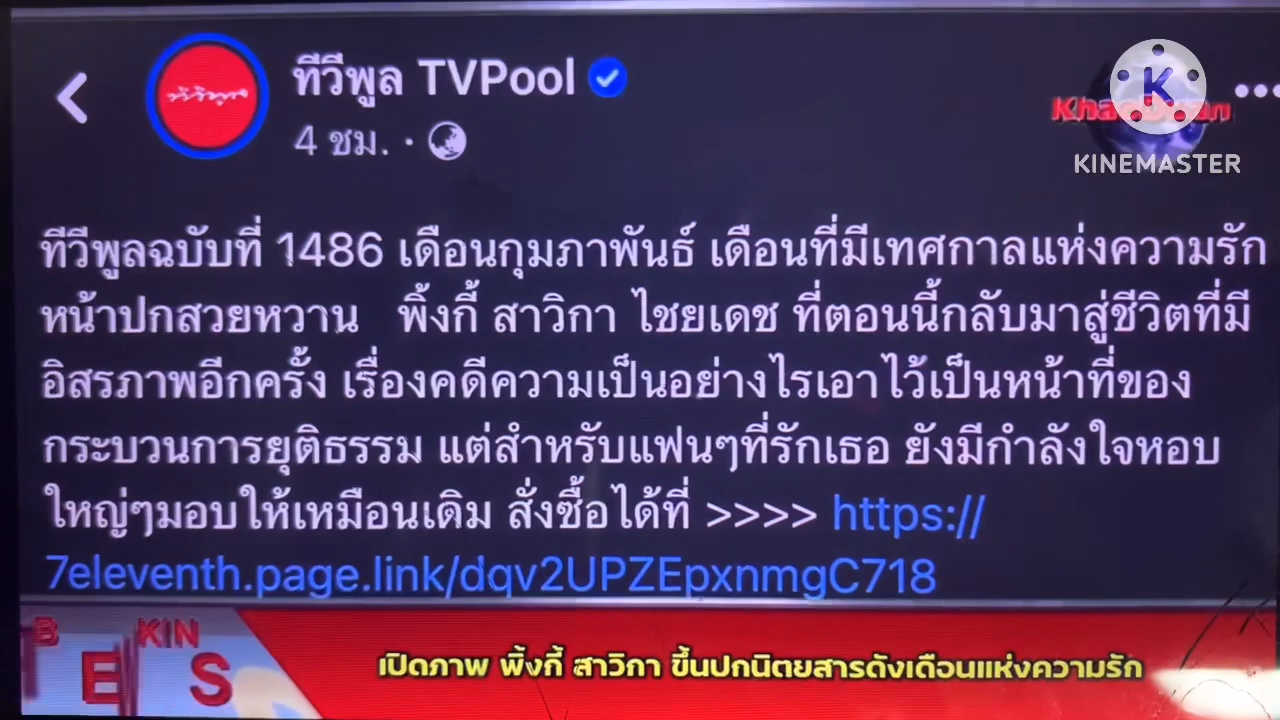 ทีวีพูล TVPool
4 ชม. ·
K
KINEMASTER
ทีวีพูลฉบับที่ 1486 เดือนกุมภาพันธ์ เดือนที่มีเทศกาลแห่งความรัก
หน้าปกสวยหวาน พิ้งกี้ สาวิกา ไชยเดช ที่ตอนนี้กลับมาสู่ชีวิตที่มี
อิสรภาพอีกครั้ง เรื่องคดีความเป็นอย่างไรเอาไว้เป็นหน้าที่ของ
กระบวนการยุติธรรม แต่สำหรับแฟนๆที่รักเธอ ยังมีกำลังใจหอบ
ใหญ่ๆมอบให้เหมือนเดิม สั่งซื้อได้ที่ >>>> https://
7eleventh.page.link/dqv2UPZEpxnmgC718
เปิดภาพ พิ้งกี้ สาวิกา ขึ้นปกนิตยสารดังเดือนแห่งความรัก